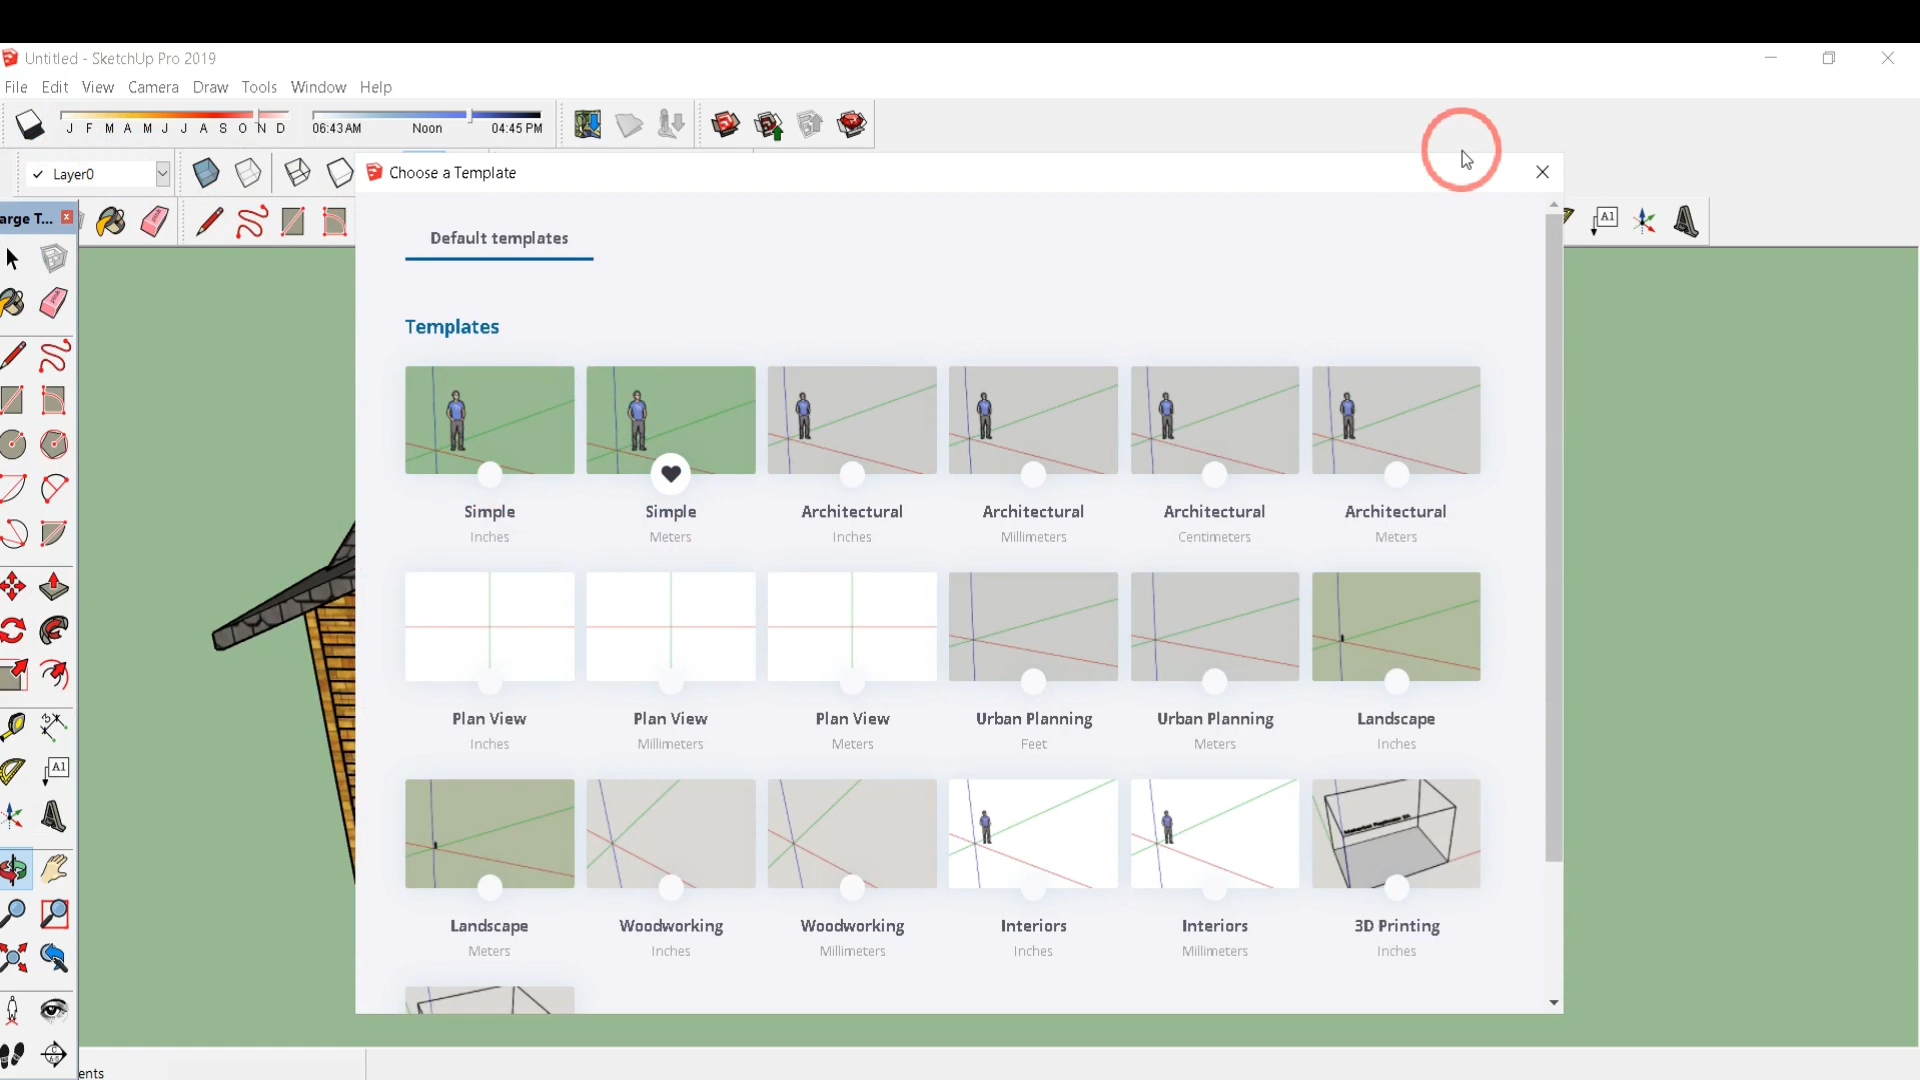 Untitled - SketchUp Pro 2019
File Edit View Camera Draw Tools Window Help
J F M A M J J A S O N D
06:43 AM Noon 04:45 PM
Layer0
Choose a Template
arge T...
A1
Default templates
Templates
Simple Simple Architectural Architectural Architectural Architectural
Inches Meters Inches Millimeters Centimeters Meters
Plan View Plan View Plan View Urban Planning Urban Planning Landscape
Inches Millimeters Meters Feet Meters Inches
A1
Landscape Woodworking Woodworking Interiors Interiors 3D Printing
Meters Inches Millimeters Inches Millimeters Inches
ents